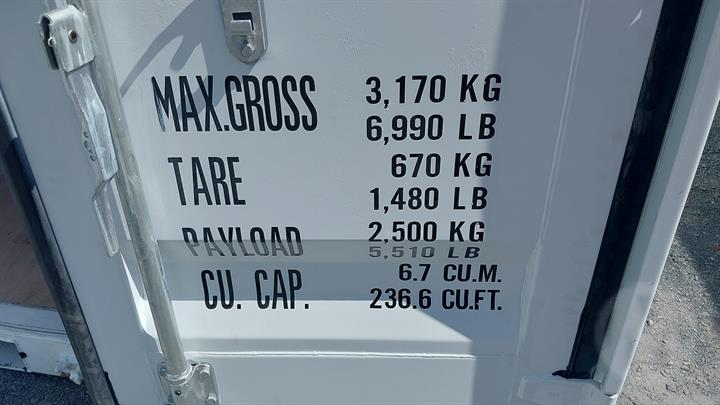 MAX.GROSS 3,170 KG
6,990 LB
TARE 670 KG
1,480 LB
PAYLOAD 2,500 KG
5,510 LB
CU. CAP. 6.7 CU.M.
236.6 CU.FT.